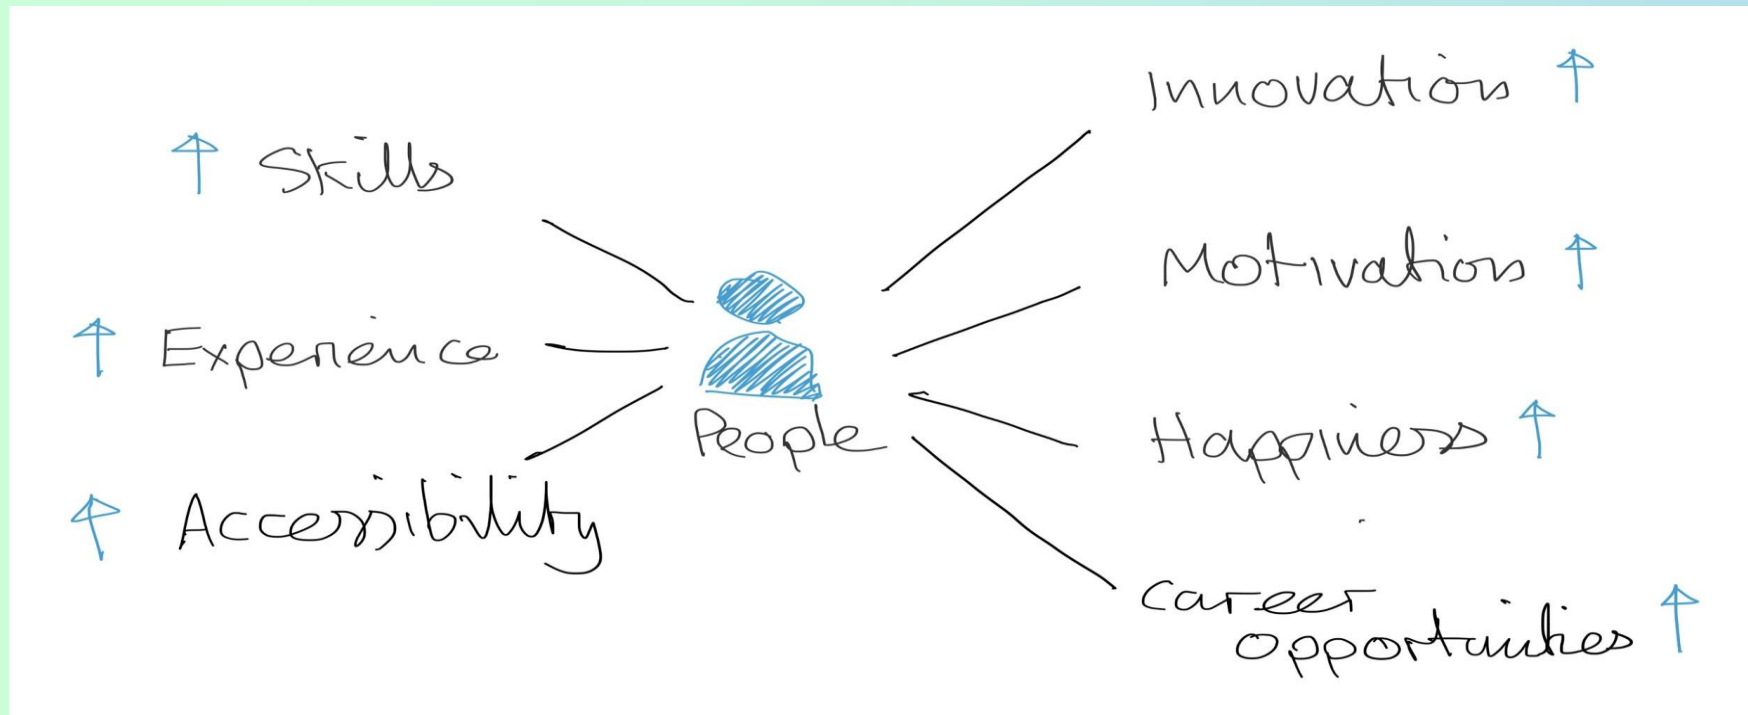 Skills
Experience
Accessibility
People
Innovation
Motivation
Happiness
Career
opportunities